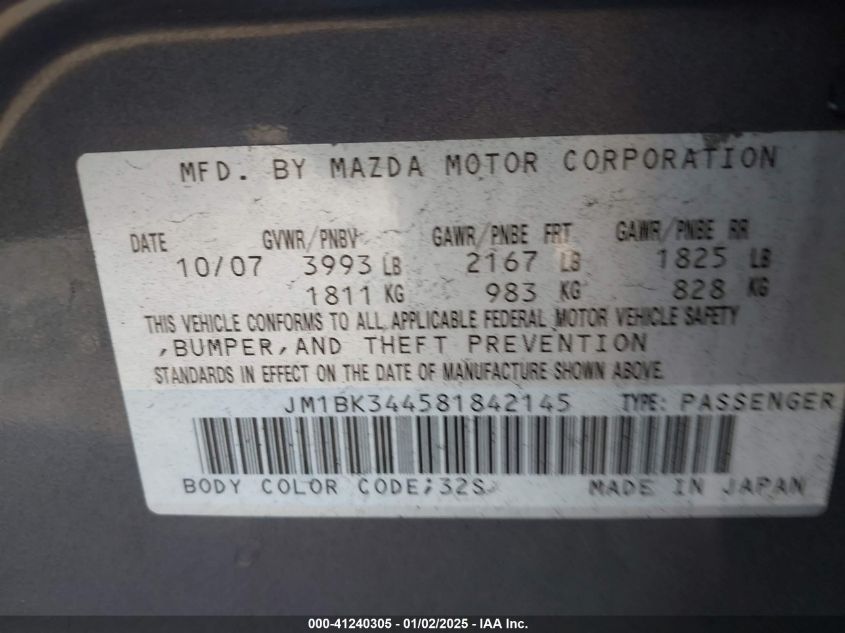 MFD. BY MAZDA MOTOR CORPORATION
DATE GVWR/PNBV GAWR/PNBE FRT GAWR/PNBE RR
10/07 3993 LB 2167 LB 1825 LB
1811 KG 983 KG 828 KG
THIS VEHICLE CONFORMS TO ALL APPLICABLE FEDERAL MOTOR VEHICLE SAFETY
,BUMPER,AND THEFT PREVENTION
STANDARDS IN EFFECT ON THE DATE OF MANUFACTURE SHOWN ABOVE.
JM1BK344581842145 TYPE: PASSENGER
BODY COLOR CODE:32S MADE IN JAPAN
000-41240305 - 01/02/2025 - IAA Inc.